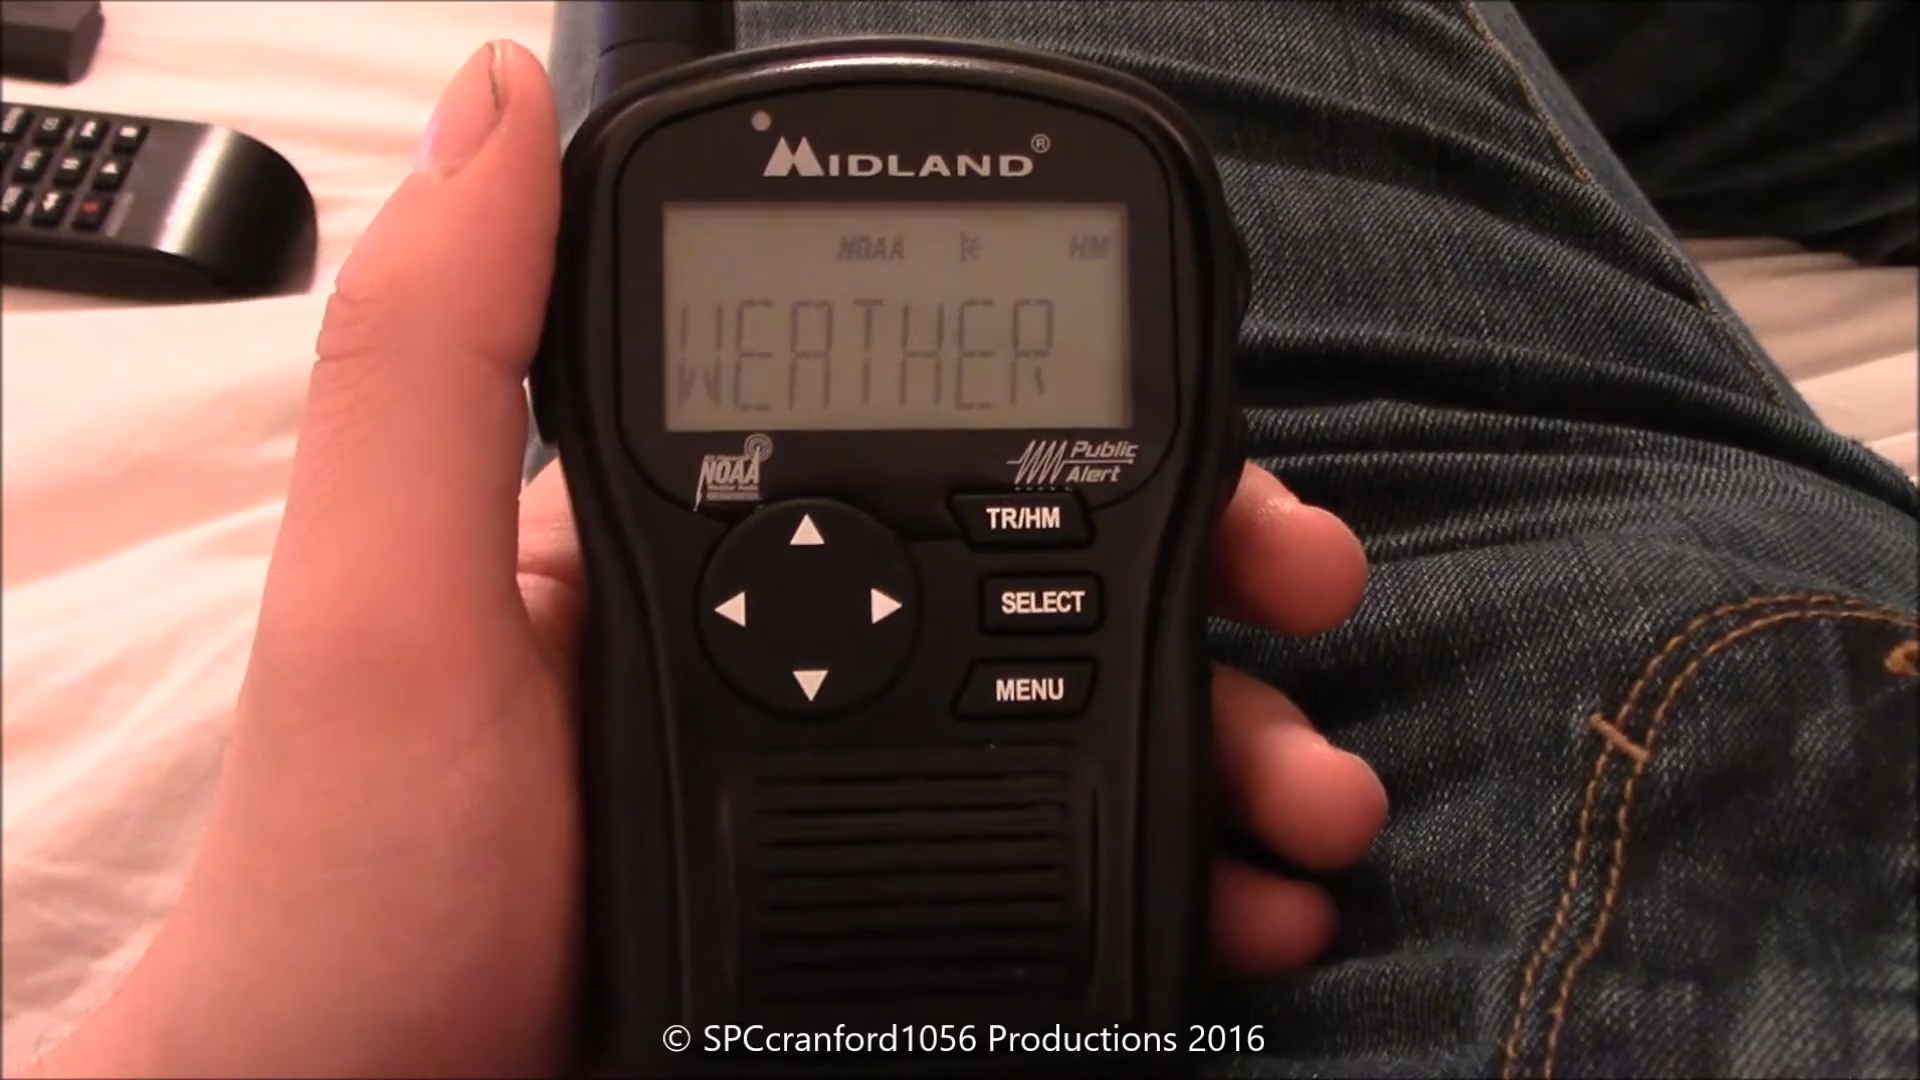 MIDLAND®
NOAA HM
WEATHER
NOAA
Public
Alert
TR/HM
SELECT
MENU
© SPCcranford1056 Productions 2016